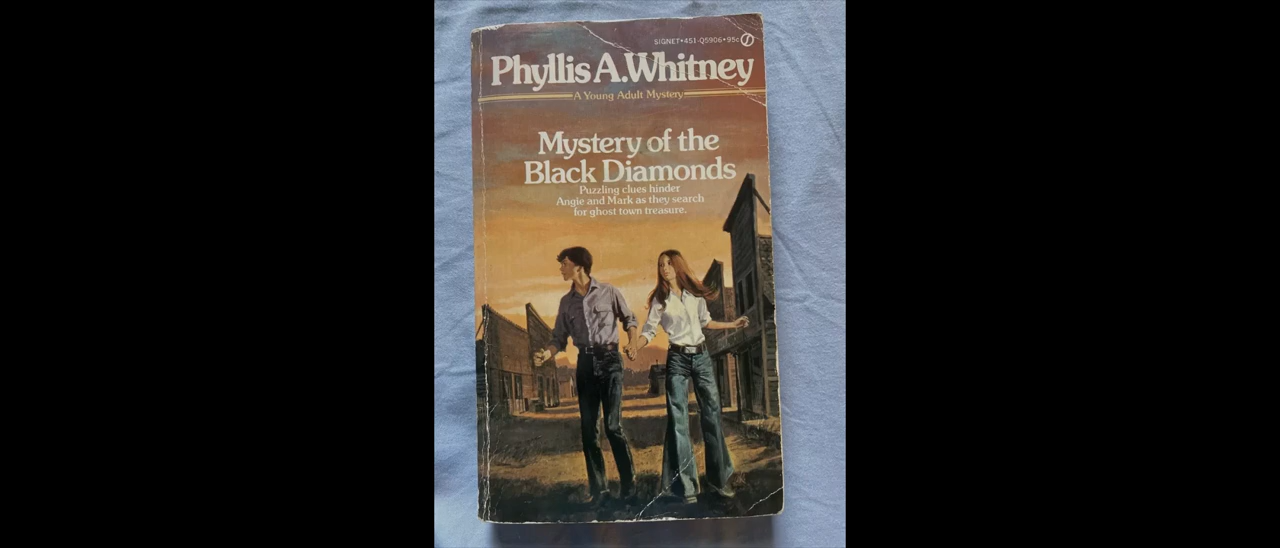 SIGNET•451-Q5906•95c
Phyllis A. Whitney
A Young Adult Mystery
Mystery of the
Black Diamonds
Puzzling clues hinder
Angie and Mark as they search
for ghost town treasure.